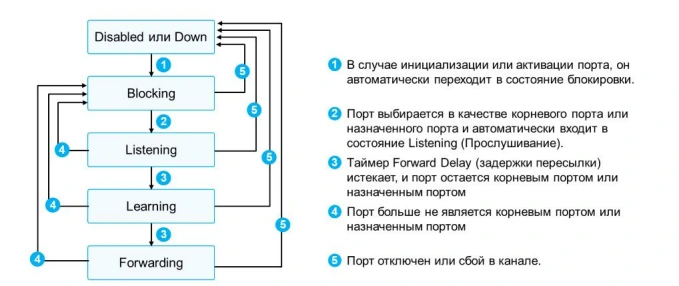 Disabled или Down
1
5
Blocking
2
5
Listening
4
5
3
Learning
4
5
3
5
Forwarding
4
1 В случае инициализации или активации порта, он
автоматически переходит в состояние блокировки.
2 Порт выбирается в качестве корневого порта или
назначенного порта и автоматически входит в
состояние Listening (Прослушивание).
3 Таймер Forward Delay (задержки пересылки)
истекает, и порт остается корневым портом или
назначенным портом
4 Порт больше не является корневым портом или
назначенным портом
5 Порт отключен или сбой в канале.